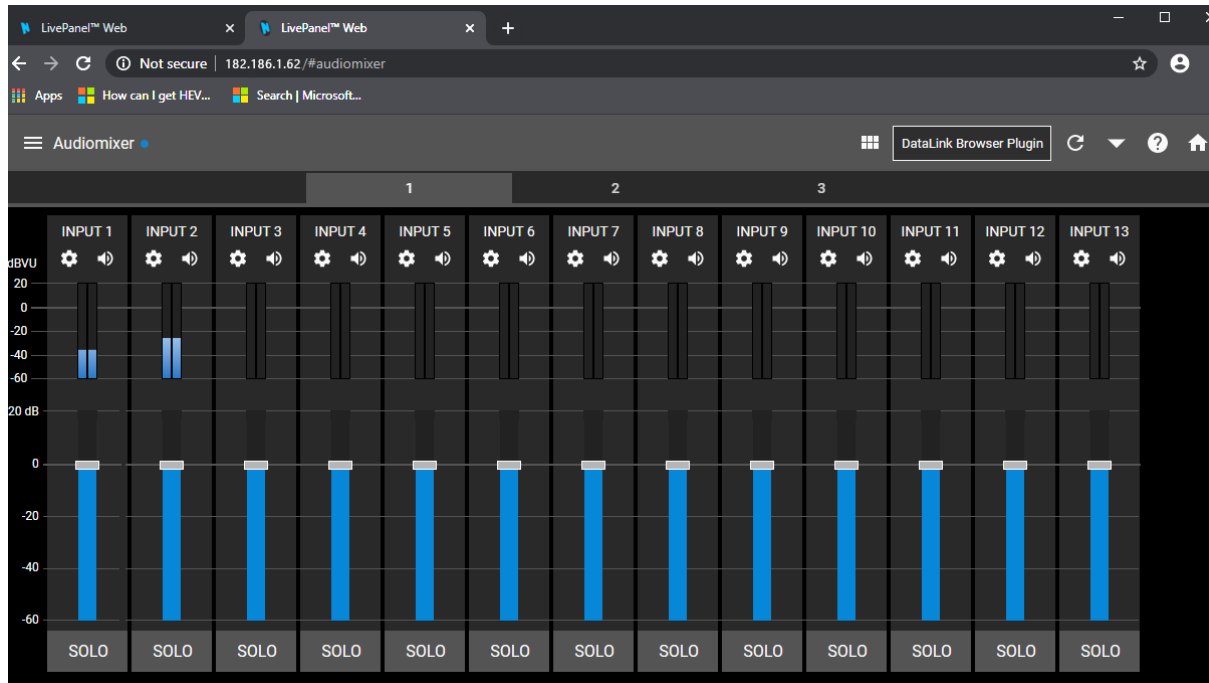 LivePanel™ Web LivePanel™ Web
Not secure 182.186.1.62/#audiomixer
Apps How can I get HEV... Search | Microsoft...
Audiomixer DataLink Browser Plugin
1 2 3
INPUT 1 INPUT 2 INPUT 3 INPUT 4 INPUT 5 INPUT 6 INPUT 7 INPUT 8 INPUT 9 INPUT 10 INPUT 11 INPUT 12 INPUT 13
dBVU
20
0
-20
-40
-60
20 dB
0
-20
-40
-60
SOLO SOLO SOLO SOLO SOLO SOLO SOLO SOLO SOLO SOLO SOLO SOLO SOLO